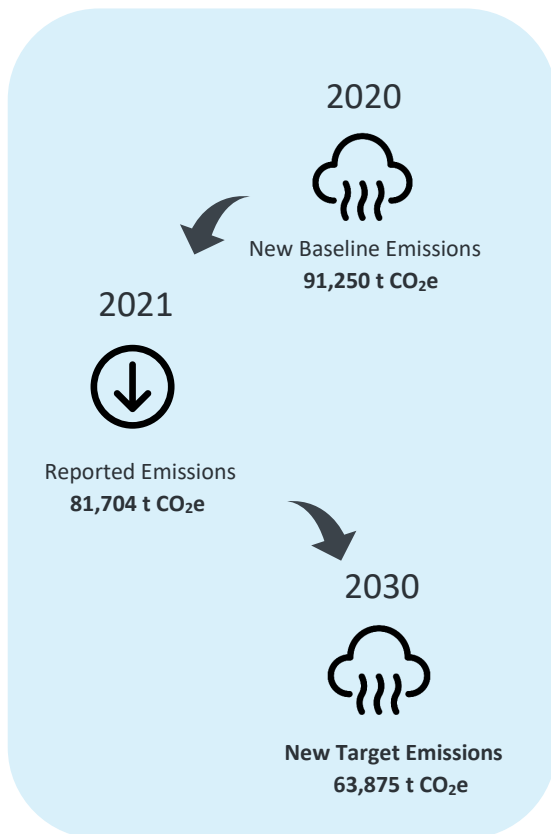 2020
New Baseline Emissions
91,250 t CO₂e
2021
Reported Emissions
81,704 t CO₂e
2030
New Target Emissions
63,875 t CO₂e